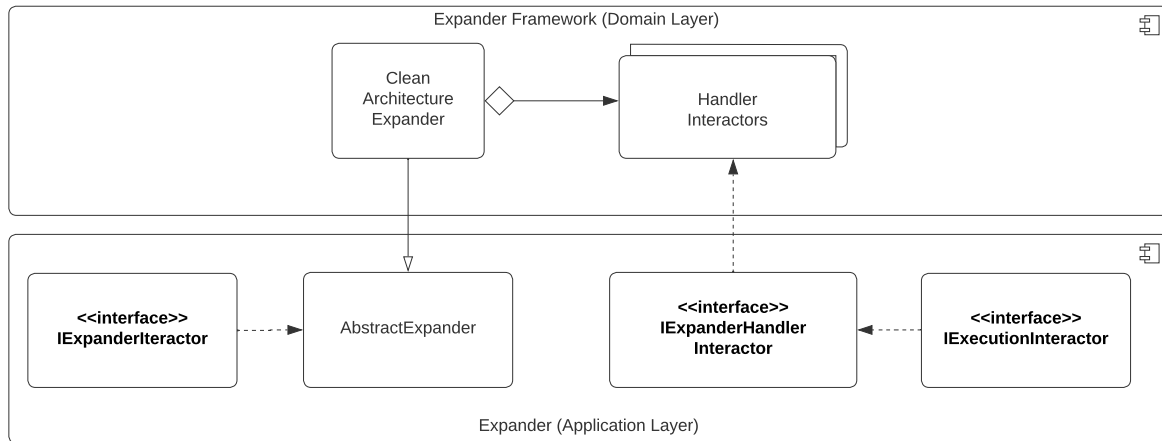 Expander Framework (Domain Layer)
Clean
Architecture
Expander
Handler
Interactors
<<interface>>
IExpanderIteractor
AbstractExpander
<<interface>>
IExpanderHandler
Interactor
<<interface>>
IExecutionInteractor
Expander (Application Layer)